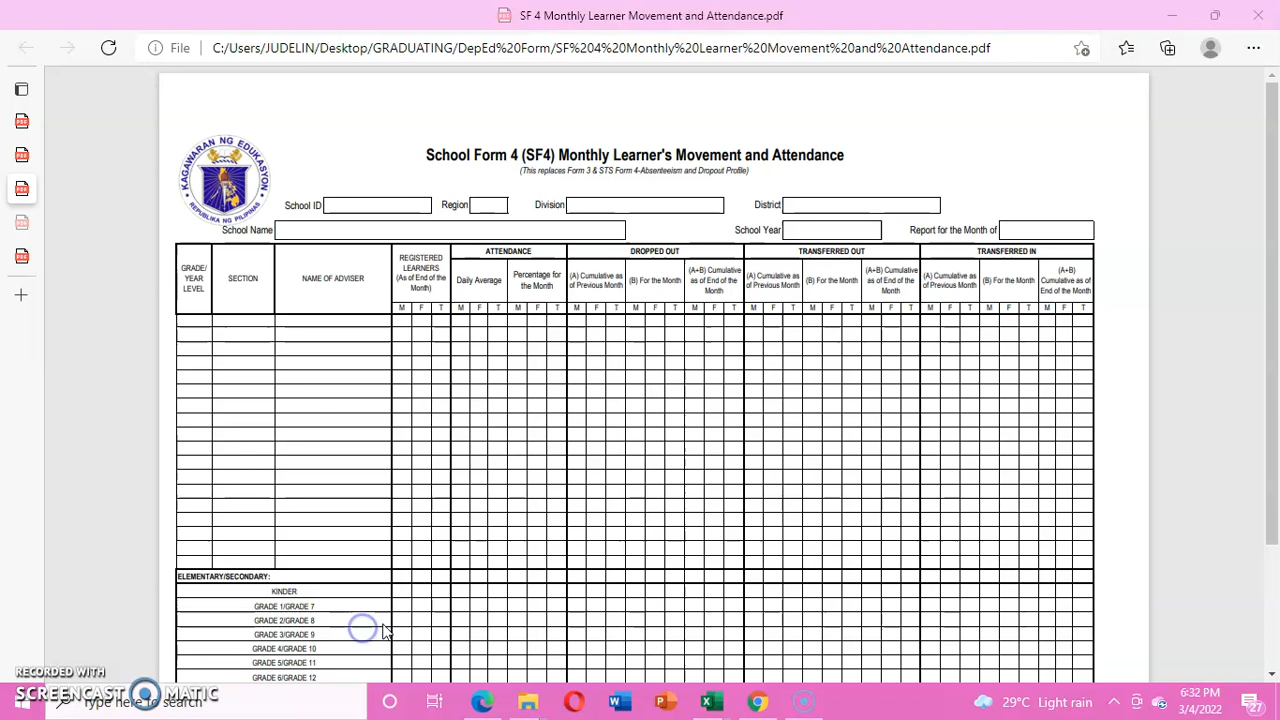 SF 4 Monthly Learner Movement and Attendance.pdf
File C:/Users/JUDELIN/Desktop/GRADUATING/DepEd%20Form/SF%204%20Monthly%20Learner%20Movement%20and%20Attendance.pdf
KAGAWARAN NG EDUKASYON
REPUBLIKA NG PILIPINAS
School Form 4 (SF4) Monthly Learner's Movement and Attendance
(This replaces Form 3 & STS Form 4-Absenteeism and Dropout Profile)
School ID Region Division District
School Name School Year Report for the Month of
GRADE/ YEAR LEVEL SECTION NAME OF ADVISER REGISTERED LEARNERS (As of End of the Month) ATTENDANCE DROPPED OUT TRANSFERRED OUT TRANSFERRED IN
Daily Average Percentage for the Month (A) Cumulative as of Previous Month (B) For the Month (A+B) Cumulative as of End of the Month (A) Cumulative as of Previous Month (B) For the Month (A+B) Cumulative as of End of the Month (A) Cumulative as of Previous Month (B) For the Month (A+B) Cumulative as of End of the Month
M F T M F T M F T M F T M F T M F T M F T M F T M F T M F T M F T M F T
ELEMENTARY/SECONDARY:
KINDER
GRADE 1/GRADE 7
GRADE 2/GRADE 8
GRADE 3/GRADE 9
GRADE 4/GRADE 10
GRADE 5/GRADE 11
GRADE 6/GRADE 12
RECORDED WITH
SCREENCAST MATIC
Type here to search
29°C Light rain
6:32 PM
3/4/2022
27